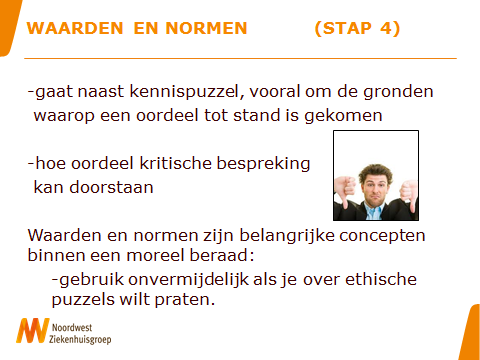 WAARDEN EN NORMEN (STAP 4)
-gaat naast kennispuzzel, vooral om de gronden
waarop een oordeel tot stand is gekomen
-hoe oordeel kritische bespreking
kan doorstaan
Waarden en normen zijn belangrijke concepten
binnen een moreel beraad:
-gebruik onvermijdelijk als je over ethische
puzzels wilt praten.
Noordwest
Ziekenhuisgroep